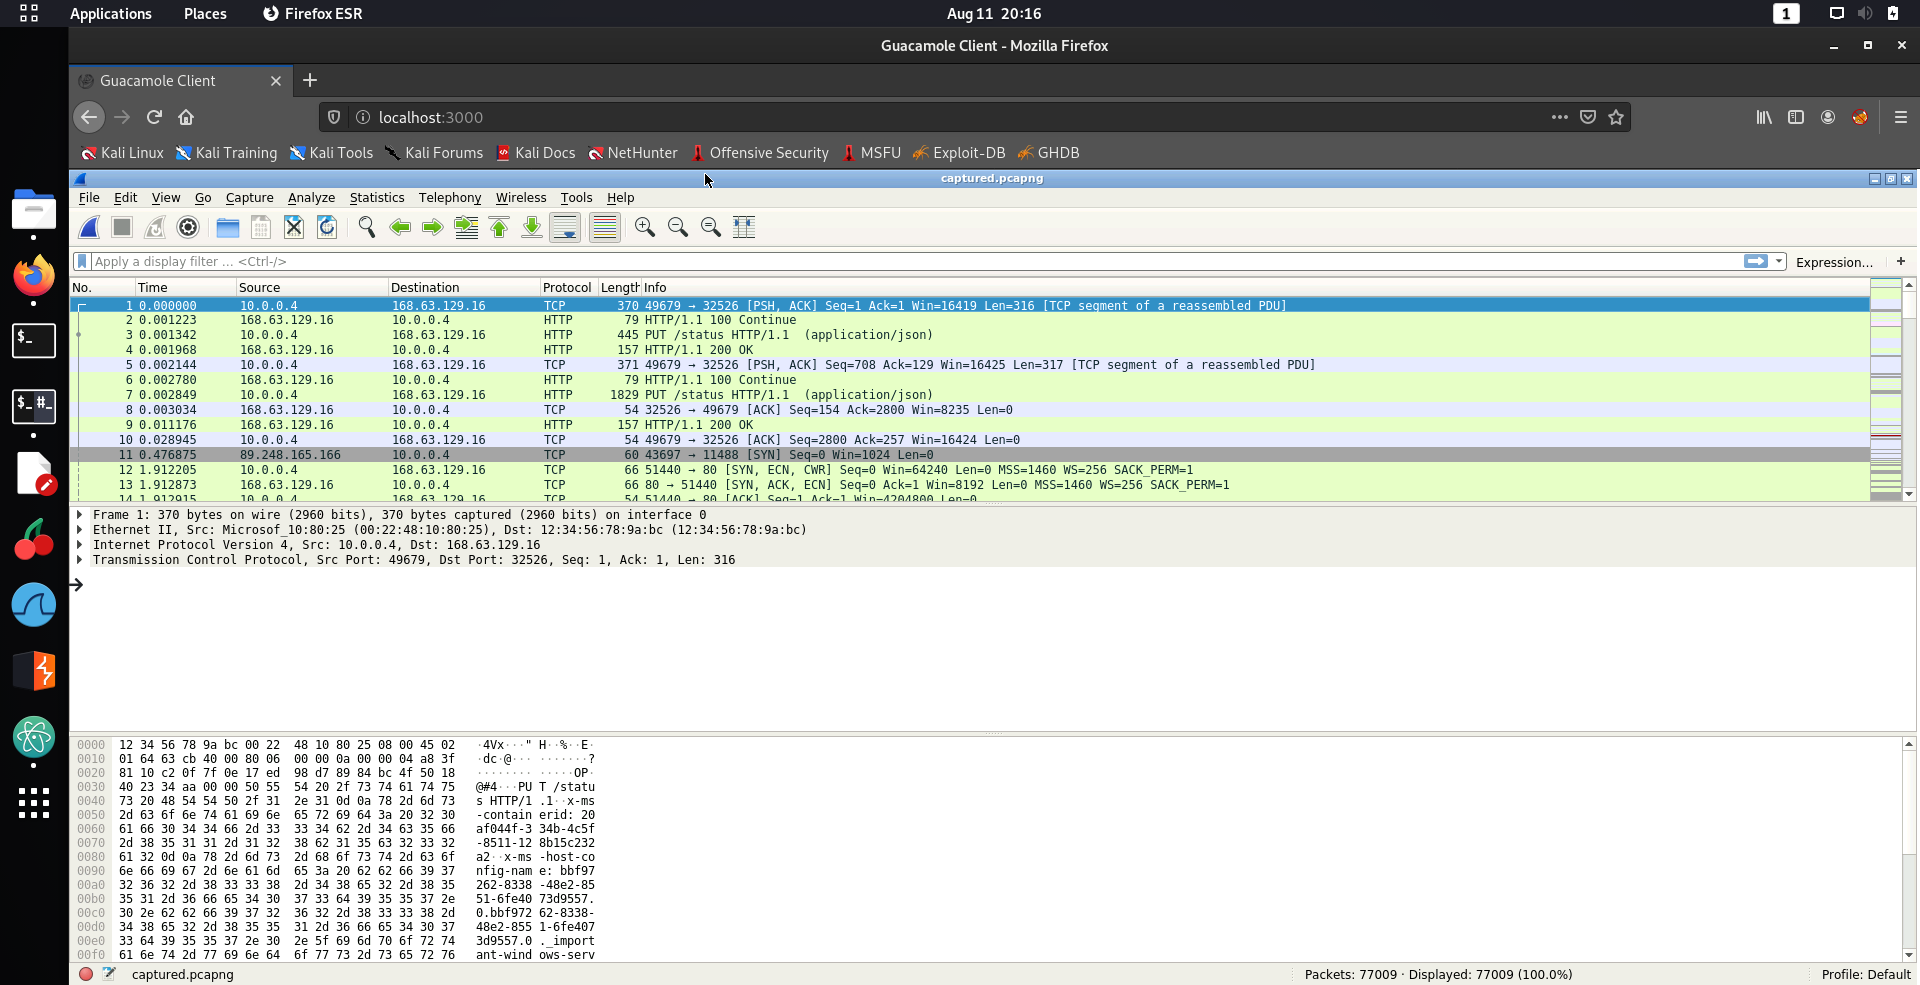 Applications Places Firefox ESR Aug 11 20:16 1
Guacamole Client - Mozilla Firefox
Guacamole Client
localhost:3000
Kali Linux Kali Training Kali Tools Kali Forums Kali Docs NetHunter Offensive Security MSFU Exploit-DB GHDB
captured.pcapng
File Edit View Go Capture Analyze Statistics Telephony Wireless Tools Help
Apply a display filter ... <Ctrl-/> Expression... +
No. Time Source Destination Protocol Length Info
1 0.000000 10.0.0.4 168.63.129.16 TCP 370 49679 → 32526 [PSH, ACK] Seq=1 Ack=1 Win=16419 Len=316 [TCP segment of a reassembled PDU]
2 0.001223 168.63.129.16 10.0.0.4 HTTP 79 HTTP/1.1 100 Continue
3 0.001342 10.0.0.4 168.63.129.16 HTTP 445 PUT /status HTTP/1.1  (application/json)
4 0.001968 168.63.129.16 10.0.0.4 HTTP 157 HTTP/1.1 200 OK
5 0.002144 10.0.0.4 168.63.129.16 TCP 371 49679 → 32526 [PSH, ACK] Seq=708 Ack=129 Win=16425 Len=317 [TCP segment of a reassembled PDU]
6 0.002780 168.63.129.16 10.0.0.4 HTTP 79 HTTP/1.1 100 Continue
7 0.002849 10.0.0.4 168.63.129.16 HTTP 1829 PUT /status HTTP/1.1  (application/json)
8 0.003034 168.63.129.16 10.0.0.4 TCP 54 32526 → 49679 [ACK] Seq=154 Ack=2800 Win=8235 Len=0
9 0.011176 168.63.129.16 10.0.0.4 HTTP 157 HTTP/1.1 200 OK
10 0.028945 10.0.0.4 168.63.129.16 TCP 54 49679 → 32526 [ACK] Seq=2800 Ack=257 Win=16424 Len=0
11 0.476875 89.248.165.166 10.0.0.4 TCP 60 43697 → 11488 [SYN] Seq=0 Win=1024 Len=0
12 1.912205 10.0.0.4 168.63.129.16 TCP 66 51440 → 80 [SYN, ECN, CWR] Seq=0 Win=64240 Len=0 MSS=1460 WS=256 SACK_PERM=1
13 1.912873 168.63.129.16 10.0.0.4 TCP 66 80 → 51440 [SYN, ACK, ECN] Seq=0 Ack=1 Win=8192 Len=0 MSS=1460 WS=256 SACK_PERM=1
14 1.912915 10.0.0.4 168.63.129.16 TCP 54 51440 → 80 [ACK] Seq=1 Ack=1 Win=4204800 Len=0
Frame 1: 370 bytes on wire (2960 bits), 370 bytes captured (2960 bits) on interface 0
Ethernet II, Src: Microsof_10:80:25 (00:22:48:10:80:25), Dst: 12:34:56:78:9a:bc (12:34:56:78:9a:bc)
Internet Protocol Version 4, Src: 10.0.0.4, Dst: 168.63.129.16
Transmission Control Protocol, Src Port: 49679, Dst Port: 32526, Seq: 1, Ack: 1, Len: 316
0000 12 34 56 78 9a bc 00 22 48 10 80 25 08 00 45 02 ·4Vx···" H··%··E·
0010 01 64 63 cb 40 00 80 06 00 00 0a 00 00 04 a8 3f ·dc·@··· ·······?
0020 81 10 c2 0f 7f 0e 17 ed 98 d7 89 84 bc 4f 50 18 ········ ·····OP·
0030 40 23 34 aa 00 00 50 55 54 20 2f 73 74 61 74 75 @#4···PU T /statu
0040 73 20 48 54 54 50 2f 31 2e 31 0d 0a 78 2d 6d 73 s HTTP/1 .1··x-ms
0050 2d 63 6f 6e 74 61 69 6e 65 72 69 64 3a 20 32 30 -contain erid: 20
0060 61 66 30 34 34 66 2d 33 33 34 62 2d 34 63 35 66 af044f-3 34b-4c5f
0070 2d 38 35 31 31 2d 31 32 38 62 31 35 63 32 33 32 -8511-12 8b15c232
0080 61 32 0d 0a 78 2d 6d 73 2d 68 6f 73 74 2d 63 6f a2··x-ms -host-co
0090 6e 66 69 67 2d 6e 61 6d 65 3a 20 62 62 66 39 37 nfig-nam e: bbf97
00a0 32 36 32 2d 38 33 33 38 2d 34 38 65 32 2d 38 35 262-8338 -48e2-85
00b0 35 31 2d 36 66 65 34 30 37 33 64 39 35 35 37 2e 51-6fe40 73d9557.
00c0 30 2e 62 62 66 39 37 32 36 32 2d 38 33 33 38 2d 0.bbf972 62-8338-
00d0 34 38 65 32 2d 38 35 35 31 2d 36 66 65 34 30 37 48e2-855 1-6fe407
00e0 33 64 39 35 35 37 2e 30 2e 5f 69 6d 70 6f 72 74 3d9557.0 ._import
00f0 61 6e 74 2d 77 69 6e 64 6f 77 73 2d 73 65 72 76 ant-wind ows-serv
captured.pcapng Packets: 77009 · Displayed: 77009 (100.0%) Profile: Default